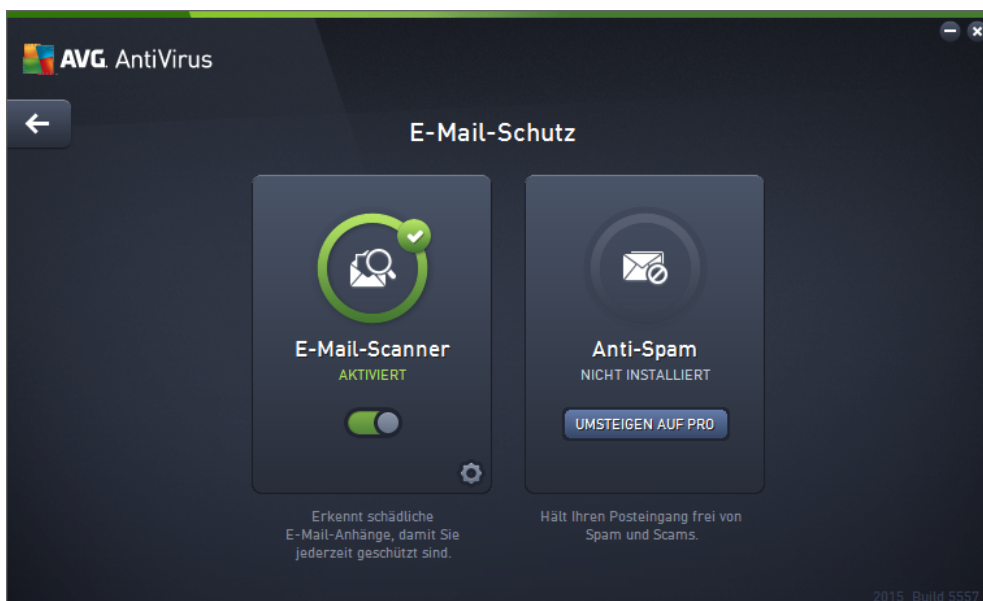 AVG. AntiVirus
E-Mail-Schutz
E-Mail-Scanner
AKTIVIERT
Erkennt schädliche
E-Mail-Anhänge, damit Sie
jederzeit geschützt sind.
Anti-Spam
NICHT INSTALLIERT
UMSTEIGEN AUF PRO
Hält Ihren Posteingang frei von
Spam und Scams.
2015 Build 5557